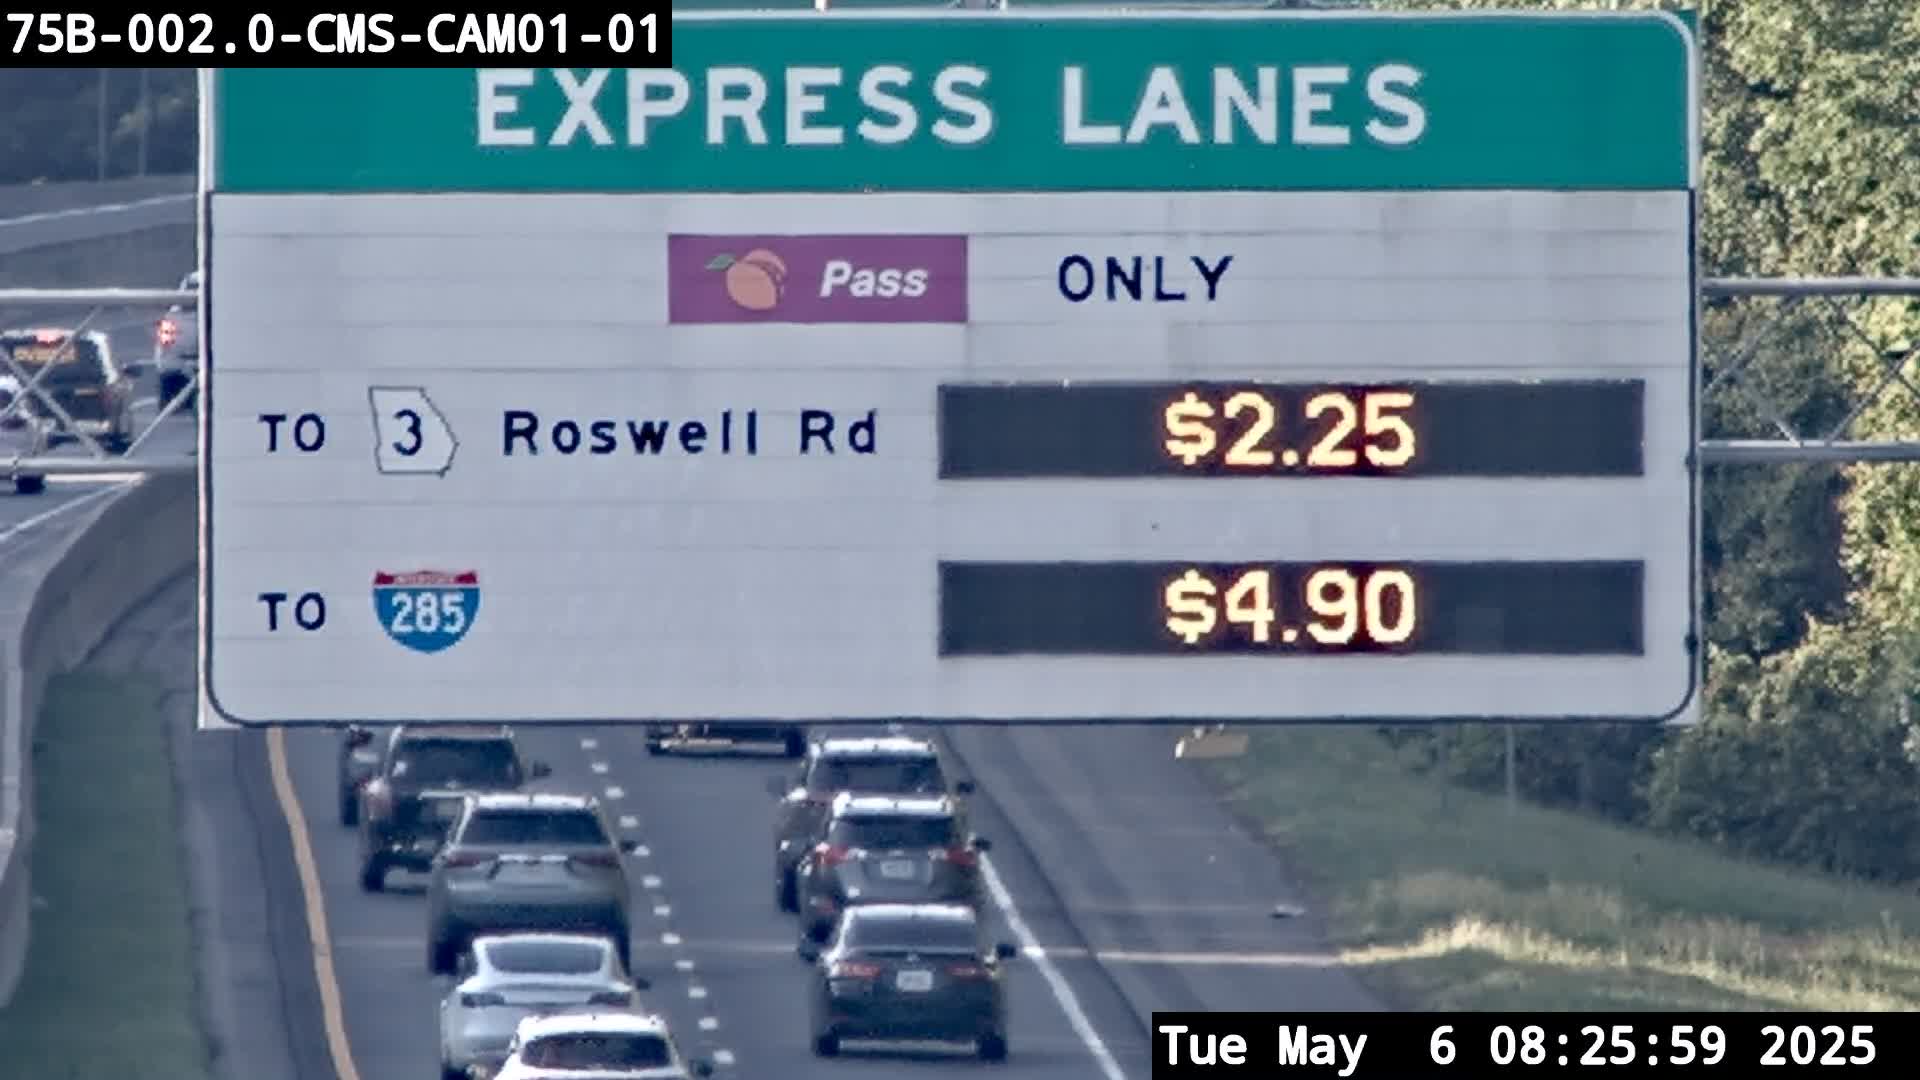 75B-002.0-CMS-CAM01-01
EXPRESS LANES
Pass ONLY
TO 3 Roswell Rd $2.25
TO INTERSTATE 285 $4.90
Tue May 6 08:25:59 2025